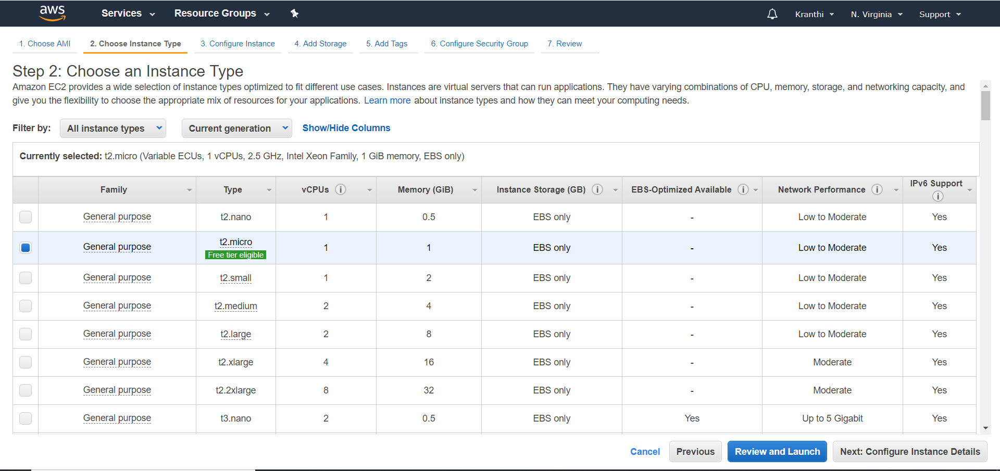 aws Services Resource Groups Kranthi N. Virginia Support
1. Choose AMI 2. Choose Instance Type 3. Configure Instance 4. Add Storage 5. Add Tags 6. Configure Security Group 7. Review
Step 2: Choose an Instance Type
Amazon EC2 provides a wide selection of instance types optimized to fit different use cases. Instances are virtual servers that can run applications. They have varying combinations of CPU, memory, storage, and networking capacity, and
give you the flexibility to choose the appropriate mix of resources for your applications. Learn more about instance types and how they can meet your computing needs.
Filter by: All instance types Current generation Show/Hide Columns
Currently selected: t2.micro (Variable ECUs, 1 vCPUs, 2.5 GHz, Intel Xeon Family, 1 GiB memory, EBS only)
Family Type vCPUs Memory (GiB) Instance Storage (GB) EBS-Optimized Available Network Performance IPv6 Support
General purpose t2.nano 1 0.5 EBS only - Low to Moderate Yes
General purpose t2.micro 1 1 EBS only - Low to Moderate Yes
Free tier eligible
General purpose t2.small 1 2 EBS only - Low to Moderate Yes
General purpose t2.medium 2 4 EBS only - Low to Moderate Yes
General purpose t2.large 2 8 EBS only - Low to Moderate Yes
General purpose t2.xlarge 4 16 EBS only - Moderate Yes
General purpose t2.2xlarge 8 32 EBS only - Moderate Yes
General purpose t3.nano 2 0.5 EBS only Yes Up to 5 Gigabit Yes
Cancel Previous Review and Launch Next: Configure Instance Details